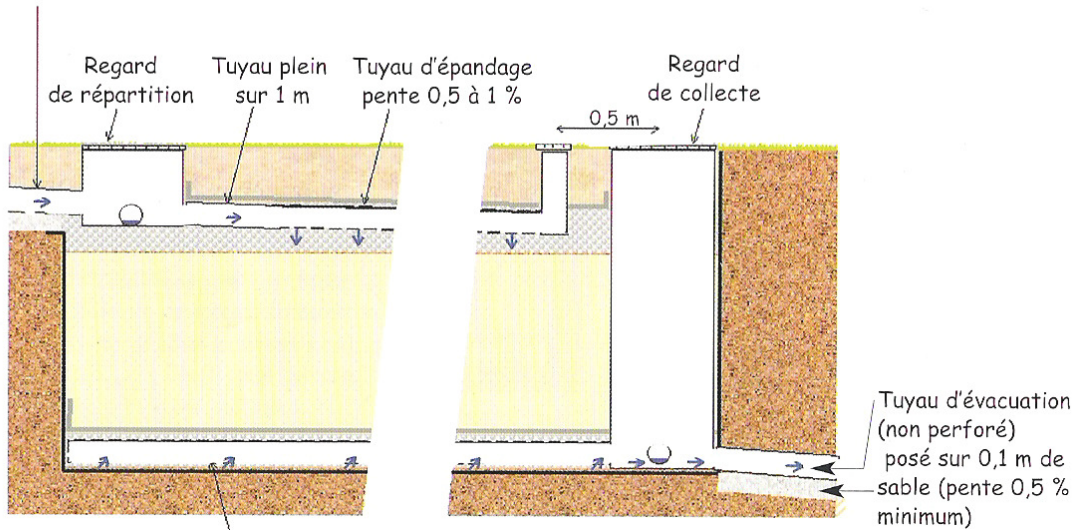 Regard
de répartition
Tuyau plein
sur 1 m
Tuyau d'épandage
pente 0,5 à 1 %
Regard
de collecte
0,5 m
Tuyau d'évacuation
(non perforé)
posé sur 0,1 m de
sable (pente 0,5 %
minimum)